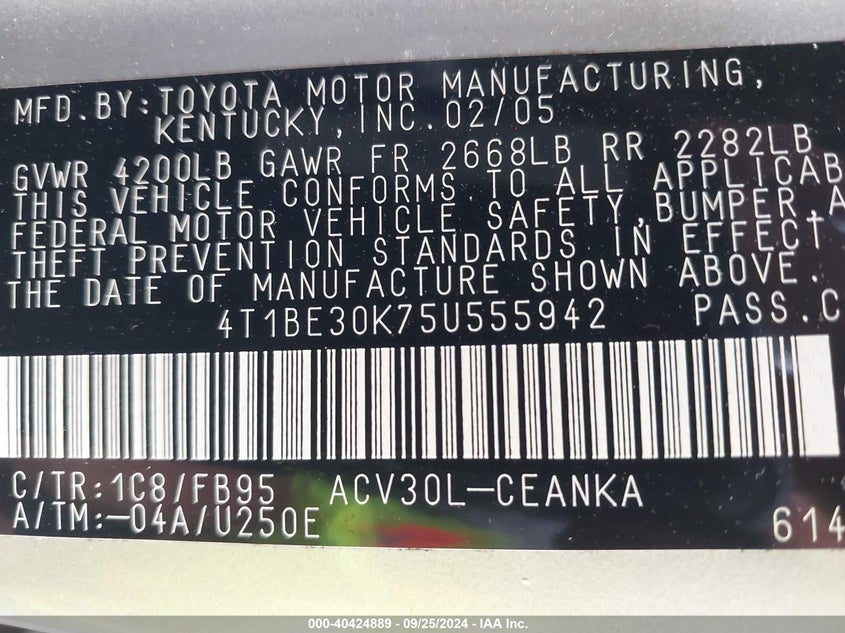 MFD. BY: TOYOTA MOTOR MANUFACTURING,
KENTUCKY, INC. 02/05
GVWR 4200LB GAWR FR 2668LB RR 2282LB
THIS VEHICLE CONFORMS TO ALL APPLICAB
FEDERAL MOTOR VEHICLE SAFETY, BUMPER, A
THEFT PREVENTION STANDARDS IN EFFECT
THE DATE OF MANUFACTURE SHOWN ABOVE.
4T1BE30K75U555942 PASS. C
C/TR: 1C8/FB95 ACV30L-CEANKA
A/TM: -04A/U250E 614
000-40424889 - 09/25/2024 - IAA Inc.